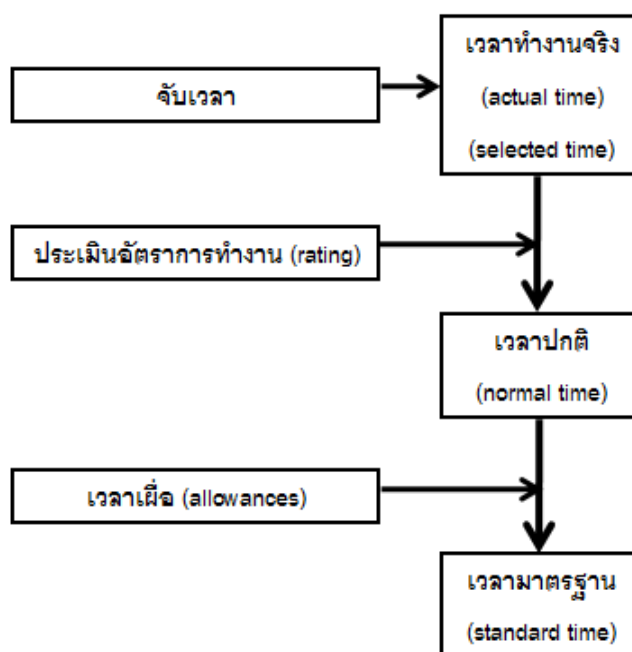 เวลาทำงานจริง
(actual time)
(selected time)
จับเวลา
ประเมินอัตราการทำงาน (rating)
เวลาปกติ
(normal time)
เวลาเผื่อ (allowances)
เวลามาตรฐาน
(standard time)